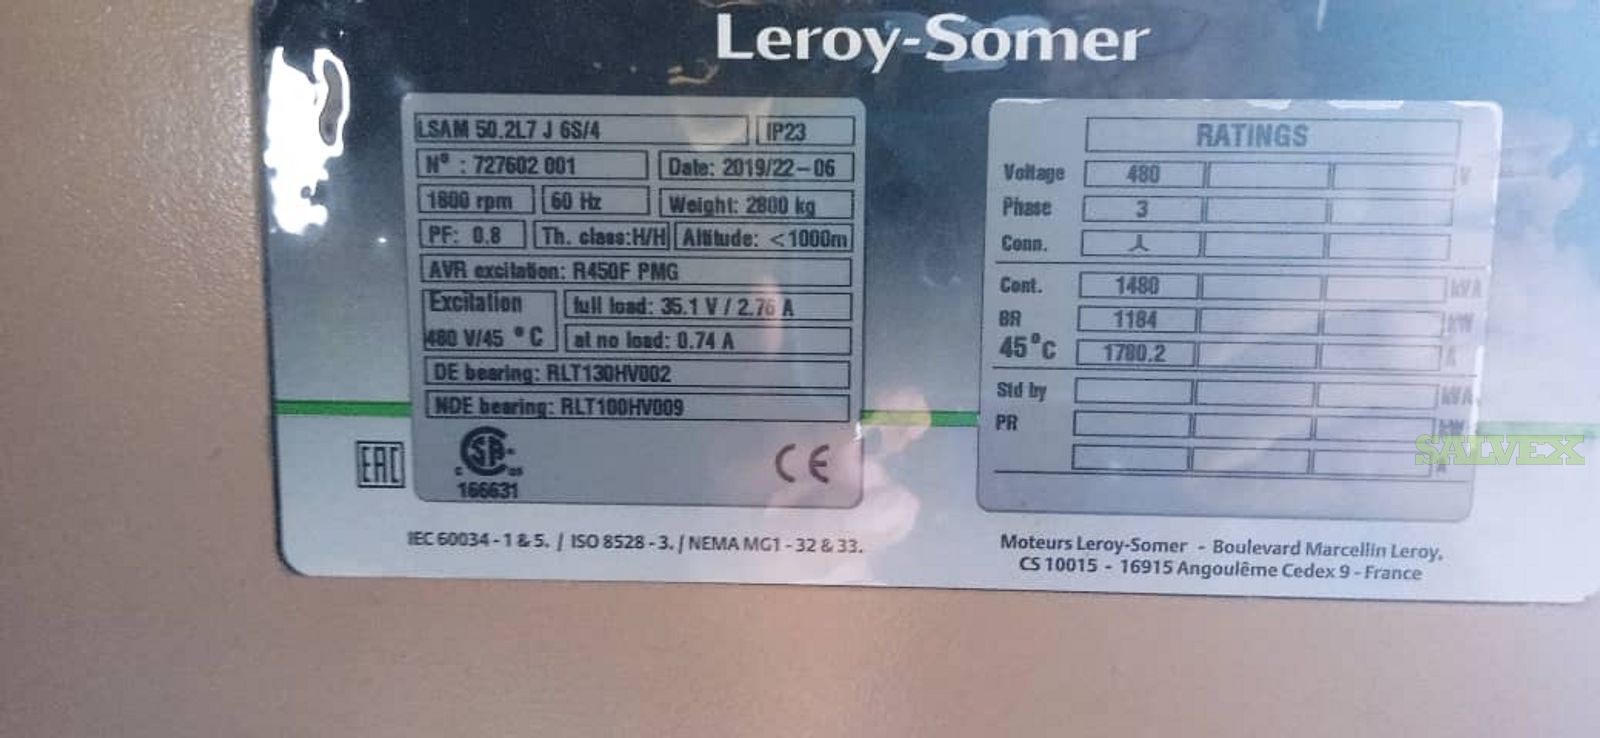 Leroy-Somer
LSAM 50.2L7 J 6S/4 IP23
N° : 727602 001 Date: 2019/22-06
1800 rpm 60 Hz Weight: 2800 kg
PF: 0.8 Th. class:H/H Altitude: <1000m
AVR excitation: R450F PMG
Excitation full load: 35.1 V / 2.76 A
480 V/45 °C at no load: 0.74 A
DE bearing: RLT130HV002
NDE bearing: RLT100HV009
EAC
CSA
C US
166631
CE
IEC 60034 - 1 & 5. / ISO 8528 - 3. / NEMA MG1 - 32 & 33.
RATINGS
Voltage 480 V
Phase 3
Conn.
Cont. 1480 kVA
BR 1184 kW
45°C 1780.2 A
Std by kVA
PR kW
A
Moteurs Leroy-Somer - Boulevard Marcellin Leroy,
CS 10015 - 16915 Angoulême Cedex 9 - France
SALVEX